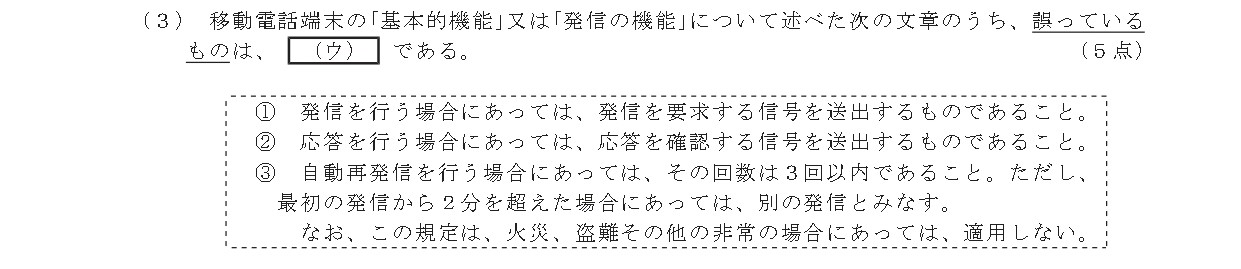 （３） 移動電話端末の｢基本的機能｣又は｢発信の機能｣について述べた次の文章のうち、誤っている
ものは、 （ウ） である。 （５点）
① 発信を行う場合にあっては、発信を要求する信号を送出するものであること。
② 応答を行う場合にあっては、応答を確認する信号を送出するものであること。
③ 自動再発信を行う場合にあっては、その回数は３回以内であること。ただし、
最初の発信から２分を超えた場合にあっては、別の発信とみなす。
なお、この規定は、火災、盗難その他の非常の場合にあっては、適用しない。